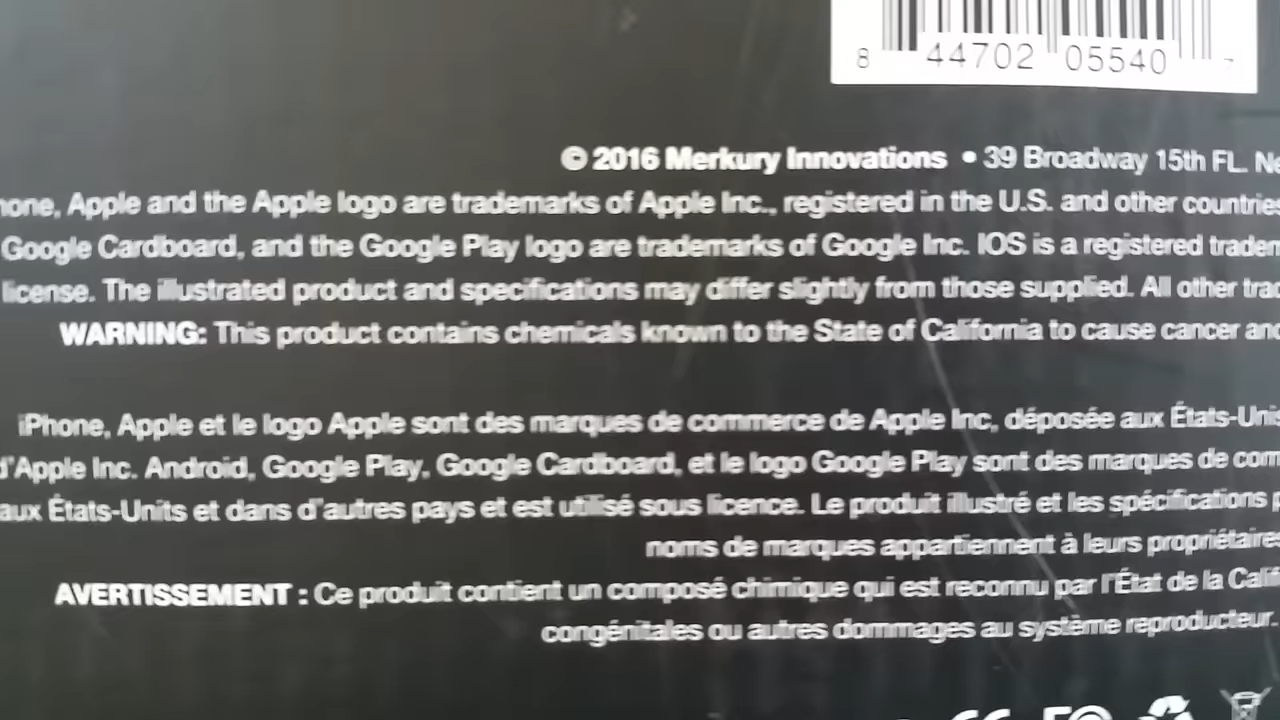 8 44702 05540 7
© 2016 Merkury Innovations • 39 Broadway 15th FL.
Apple and the Apple logo are trademarks of Apple Inc., registered in the U.S. and other countries
Google Cardboard, and the Google Play logo are trademarks of Google Inc. IOS is a registered
license. The illustrated product and specifications may differ slightly from those supplied. All other
WARNING: This product contains chemicals known to the State of California to cause cancer and
iPhone, Apple et le logo Apple sont des marques de commerce de Apple Inc, déposée aux États-Unis
d'Apple Inc. Android, Google Play, Google Cardboard, et le logo Google Play sont des marques de
aux États-Units et dans d'autres pays et est utilisé sous licence. Le produit illustré et les spécifications
noms de marques appartiennent à leurs propriétaires
AVERTISSEMENT : Ce produit contient un composé chimique qui est reconnu par l'État de la
congénitales ou autres dommages au système reproducteur.